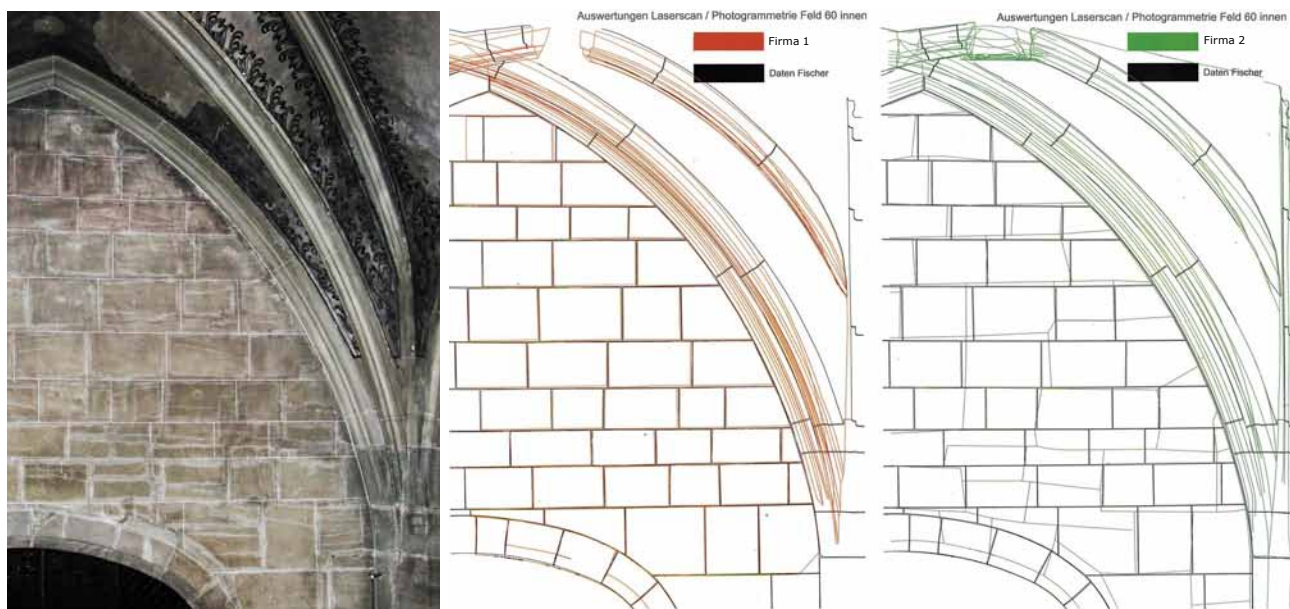 Auswertungen Laserscan / Photogrammetrie Feld 60 innen
Firma 1
Daten Fischer
Auswertungen Laserscan / Photogrammetrie Feld 60 innen
Firma 2
Daten Fischer